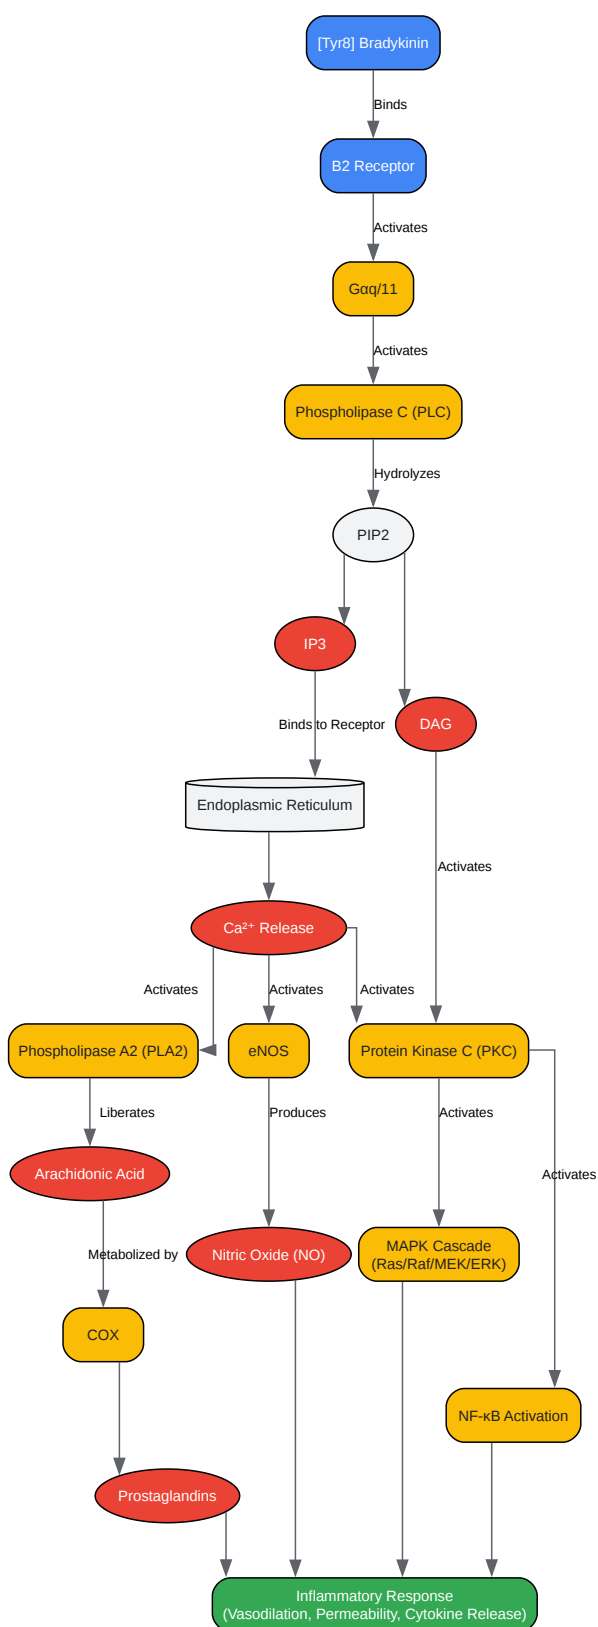 [Tyr8] Bradykinin
Binds
B2 Receptor
Activates
Gαq/11
Activates
Phospholipase C (PLC)
Hydrolyzes
PIP2
IP3
Binds to Receptor
DAG
Endoplasmic Reticulum
Activates
Ca²⁺ Release
Activates
Activates
Activates
Phospholipase A2 (PLA2)
eNOS
Protein Kinase C (PKC)
Liberates
Produces
Activates
Arachidonic Acid
Activates
Metabolized by
Nitric Oxide (NO)
MAPK Cascade
(Ras/Raf/MEK/ERK)
COX
NF-κB Activation
Prostaglandins
Inflammatory Response
(Vasodilation, Permeability, Cytokine Release)